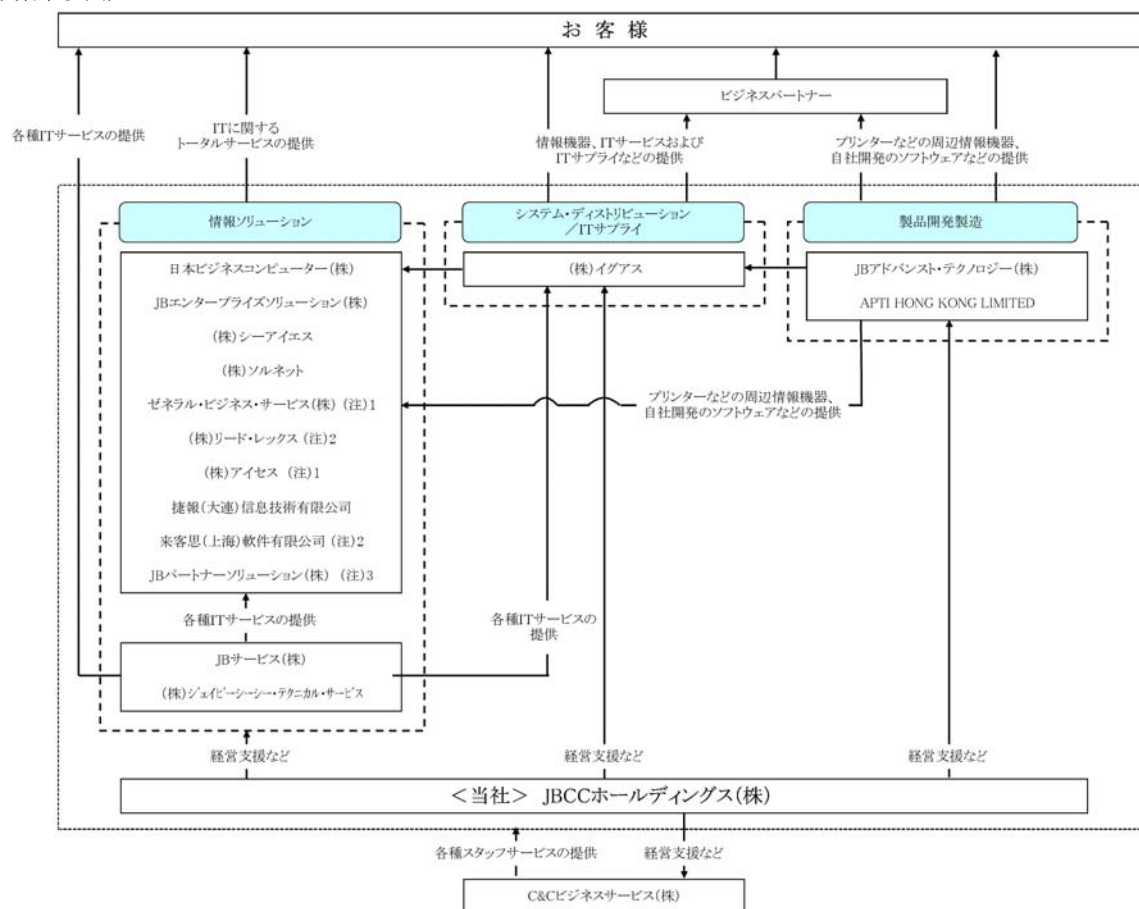 お 客 様
ビジネスパートナー
各種ITサービスの提供
ITに関する
トータルサービスの提供
情報機器、ITサービスおよび
ITサプライなどの提供
プリンターなどの周辺情報機器、
自社開発のソフトウェアなどの提供
情報ソリューション
システム・ディストリビューション
/ITサプライ
製品開発製造
日本ビジネスコンピューター(株)
JBエンタープライズソリューション(株)
(株)シーアイエス
(株)ソルネット
ゼネラル・ビジネス・サービス(株) (注)1
(株)リード・レックス (注)2
(株)アイセス (注)1
捷報(大連)信息技術有限公司
来客思(上海)軟件有限公司 (注)2
JBパートナーソリューション(株) (注)3
(株)イグアス
JBアドバンスト・テクノロジー(株)
APTI HONG KONG LIMITED
プリンターなどの周辺情報機器、
自社開発のソフトウェアなどの提供
各種ITサービスの提供
各種ITサービスの
提供
JBサービス(株)
(株)ジェイビーシーシー・テクニカル・サービス
経営支援など
経営支援など
経営支援など
<当社> JBCCホールディングス(株)
各種スタッフサービスの提供
経営支援など
C&Cビジネスサービス(株)